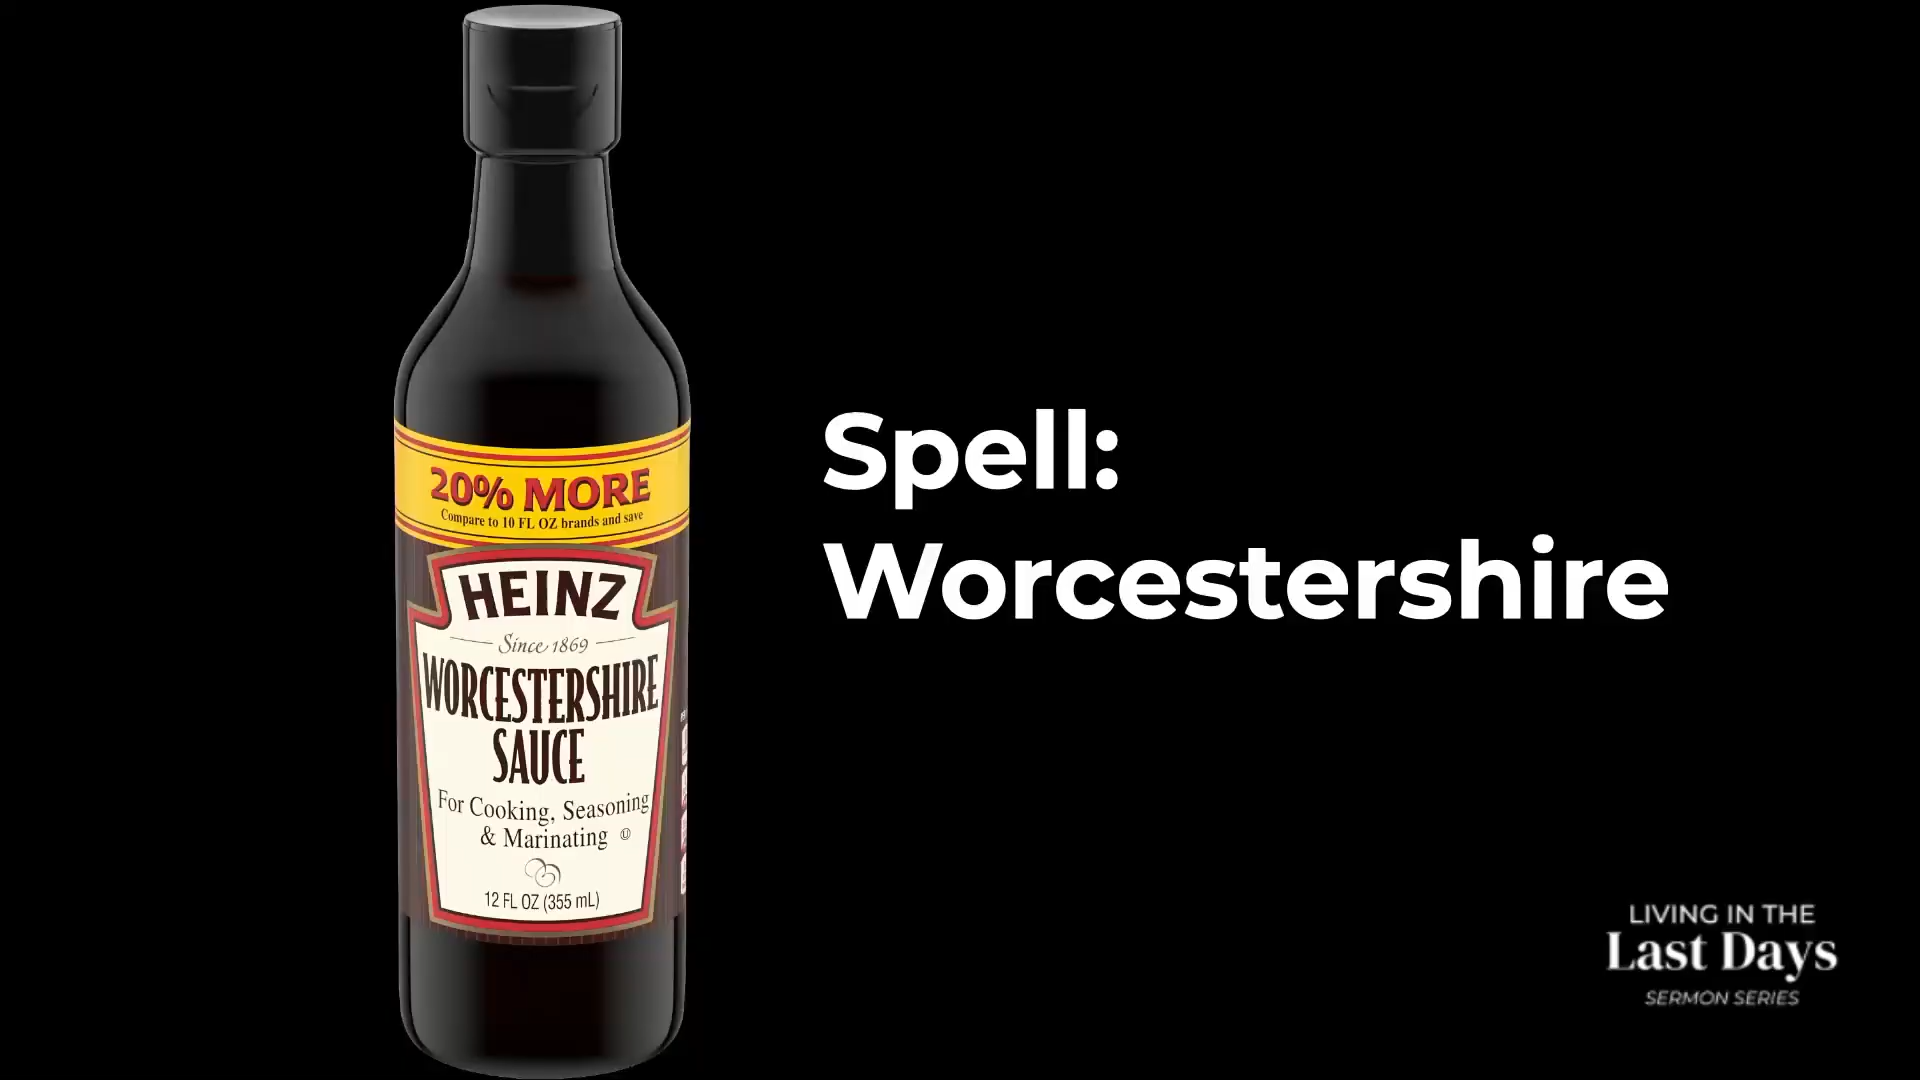 20% MORE
Compare to 10 FL OZ brands and save
HEINZ
Since 1869
WORCESTERSHIRE
SAUCE
For Cooking, Seasoning
& Marinating Ⓤ
12 FL OZ (355 mL)
Spell:
Worcestershire
LIVING IN THE
Last Days
SERMON SERIES